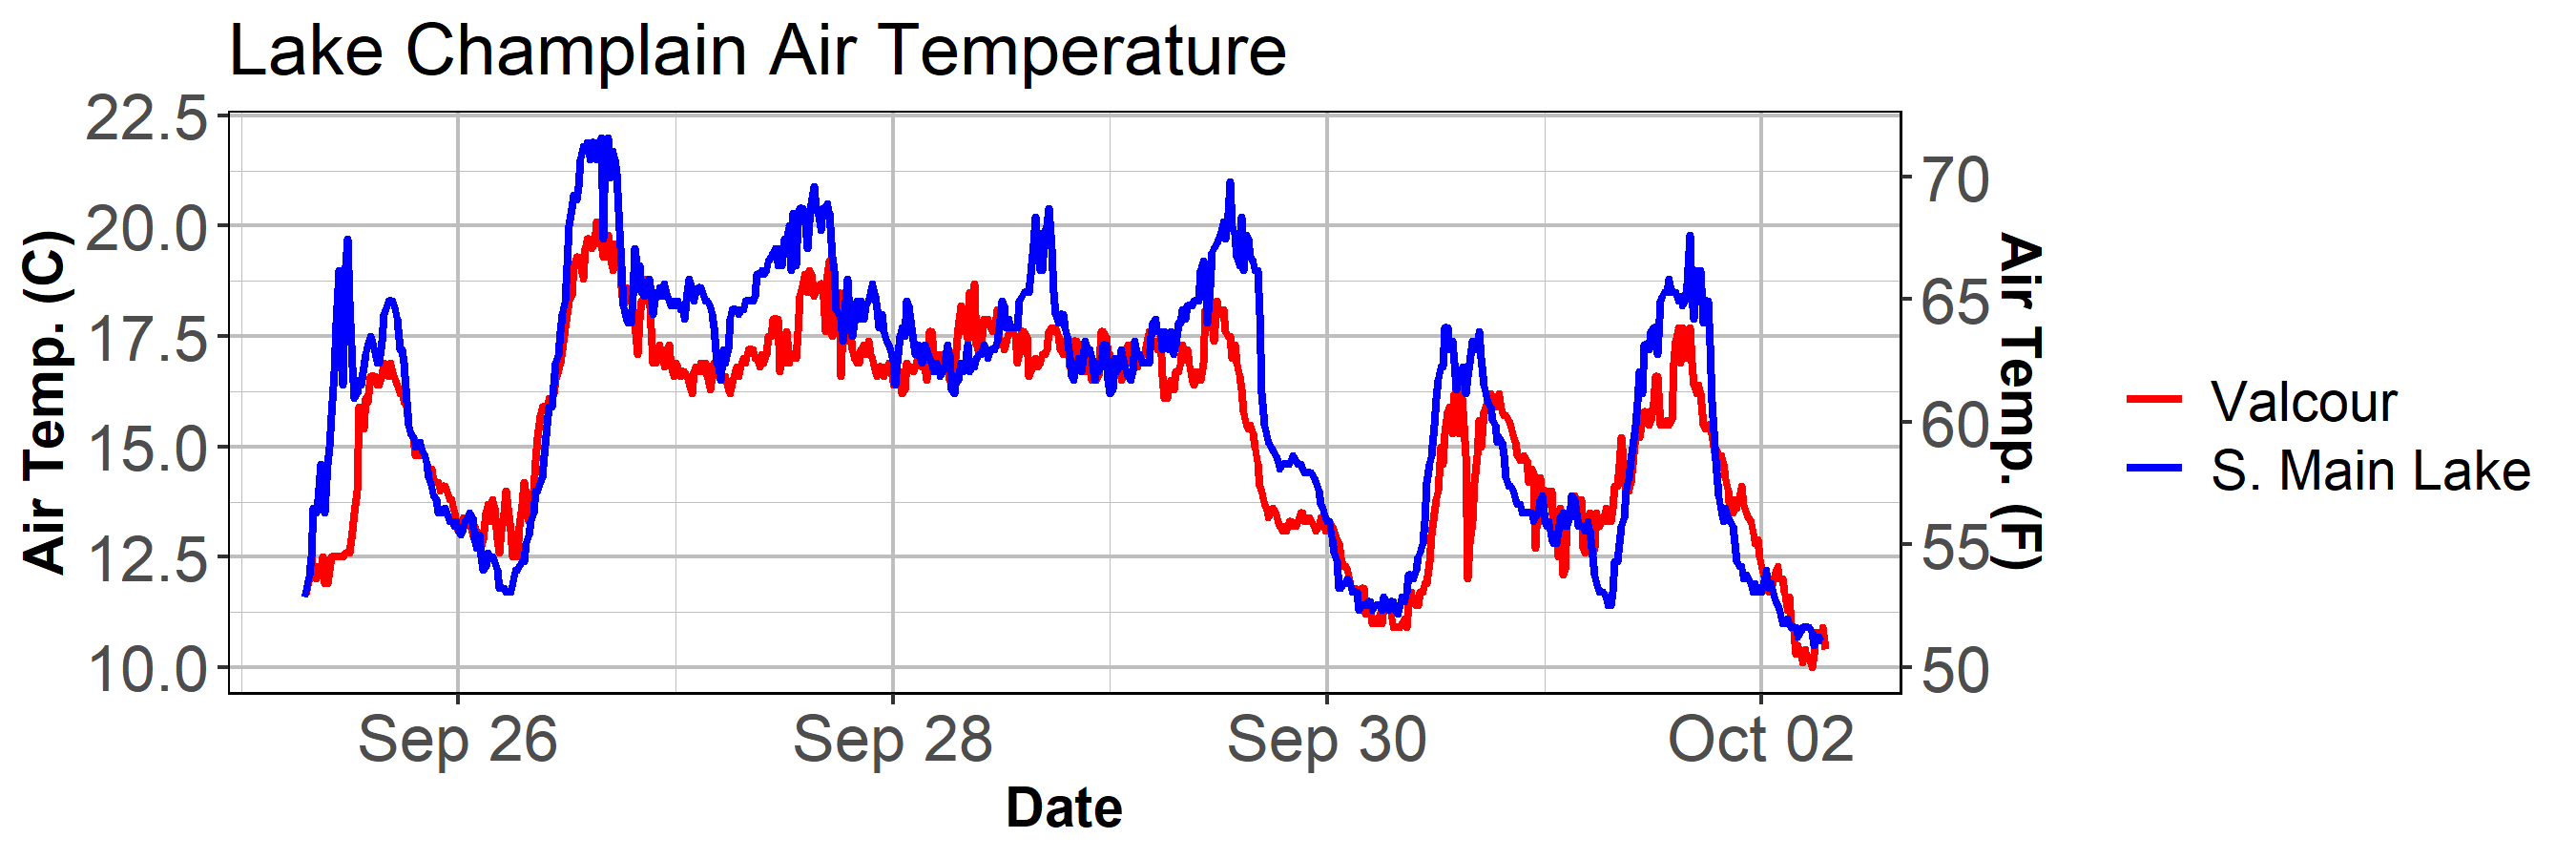 Lake Champlain Air Temperature
22.5
20.0
17.5
15.0
12.5
10.0
Air Temp. (C)
70
65
60
55
50
Air Temp. (F)
Sep 26
Sep 28
Sep 30
Oct 02
Date
Valcour
S. Main Lake